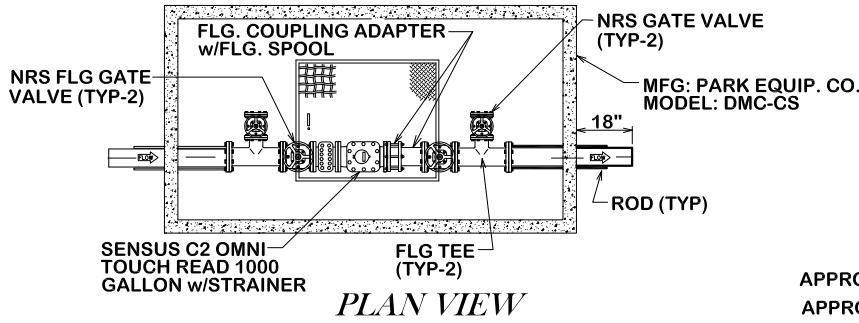 FLG. COUPLING ADAPTER
w/FLG. SPOOL
NRS GATE VALVE
(TYP-2)
NRS FLG GATE
VALVE (TYP-2)
MFG: PARK EQUIP. CO.
MODEL: DMC-CS
18"
FLOW
FLOW
ROD (TYP)
SENSUS C2 OMNI
TOUCH READ 1000
GALLON w/STRAINER
FLG TEE
(TYP-2)
PLAN VIEW
APPRO
APPRO